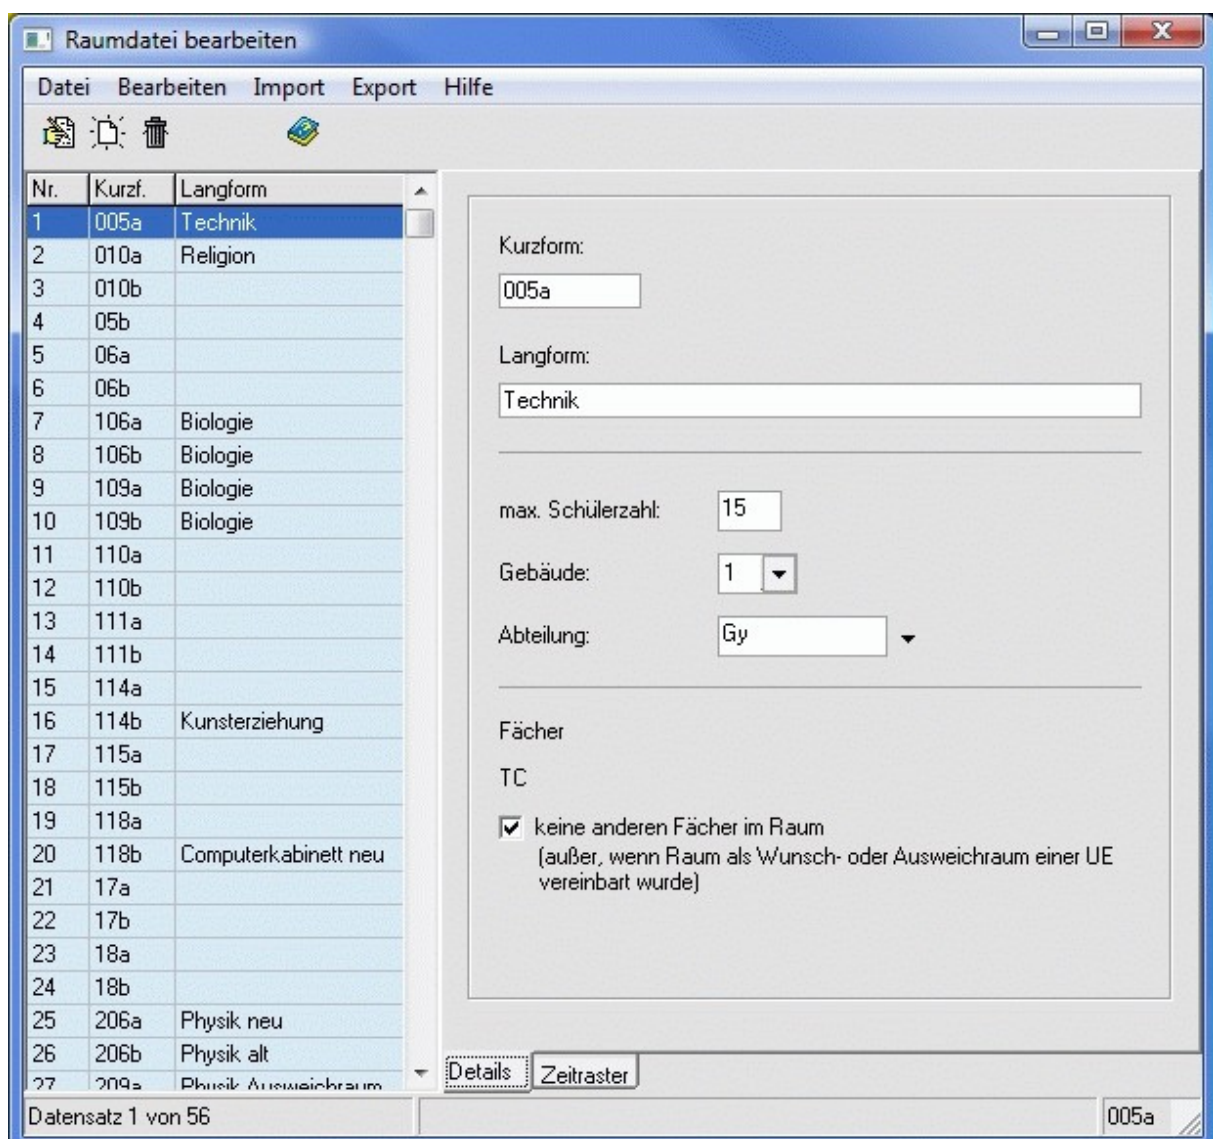 Raumdatei bearbeiten
Datei Bearbeiten Import Export Hilfe
Nr. Kurzf. Langform
1 005a Technik
2 010a Religion
3 010b
4 05b
5 06a
6 06b
7 106a Biologie
8 106b Biologie
9 109a Biologie
10 109b Biologie
11 110a
12 110b
13 111a
14 111b
15 114a
16 114b Kunsterziehung
17 115a
18 115b
19 118a
20 118b Computerkabinett neu
21 17a
22 17b
23 18a
24 18b
25 206a Physik neu
26 206b Physik alt
27 209a Physik Ausweichraum
Kurzform:
005a
Langform:
Technik
max. Schülerzahl: 15
Gebäude: 1
Abteilung: Gy
Fächer
TC
keine anderen Fächer im Raum
(außer, wenn Raum als Wunsch- oder Ausweichraum einer UE
vereinbart wurde)
Details Zeitraster
Datensatz 1 von 56 005a